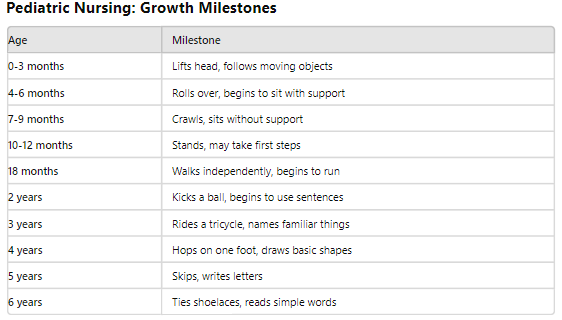 Pediatric Nursing: Growth Milestones
Age Milestone
0-3 months Lifts head, follows moving objects
4-6 months Rolls over, begins to sit with support
7-9 months Crawls, sits without support
10-12 months Stands, may take first steps
18 months Walks independently, begins to run
2 years Kicks a ball, begins to use sentences
3 years Rides a tricycle, names familiar things
4 years Hops on one foot, draws basic shapes
5 years Skips, writes letters
6 years Ties shoelaces, reads simple words